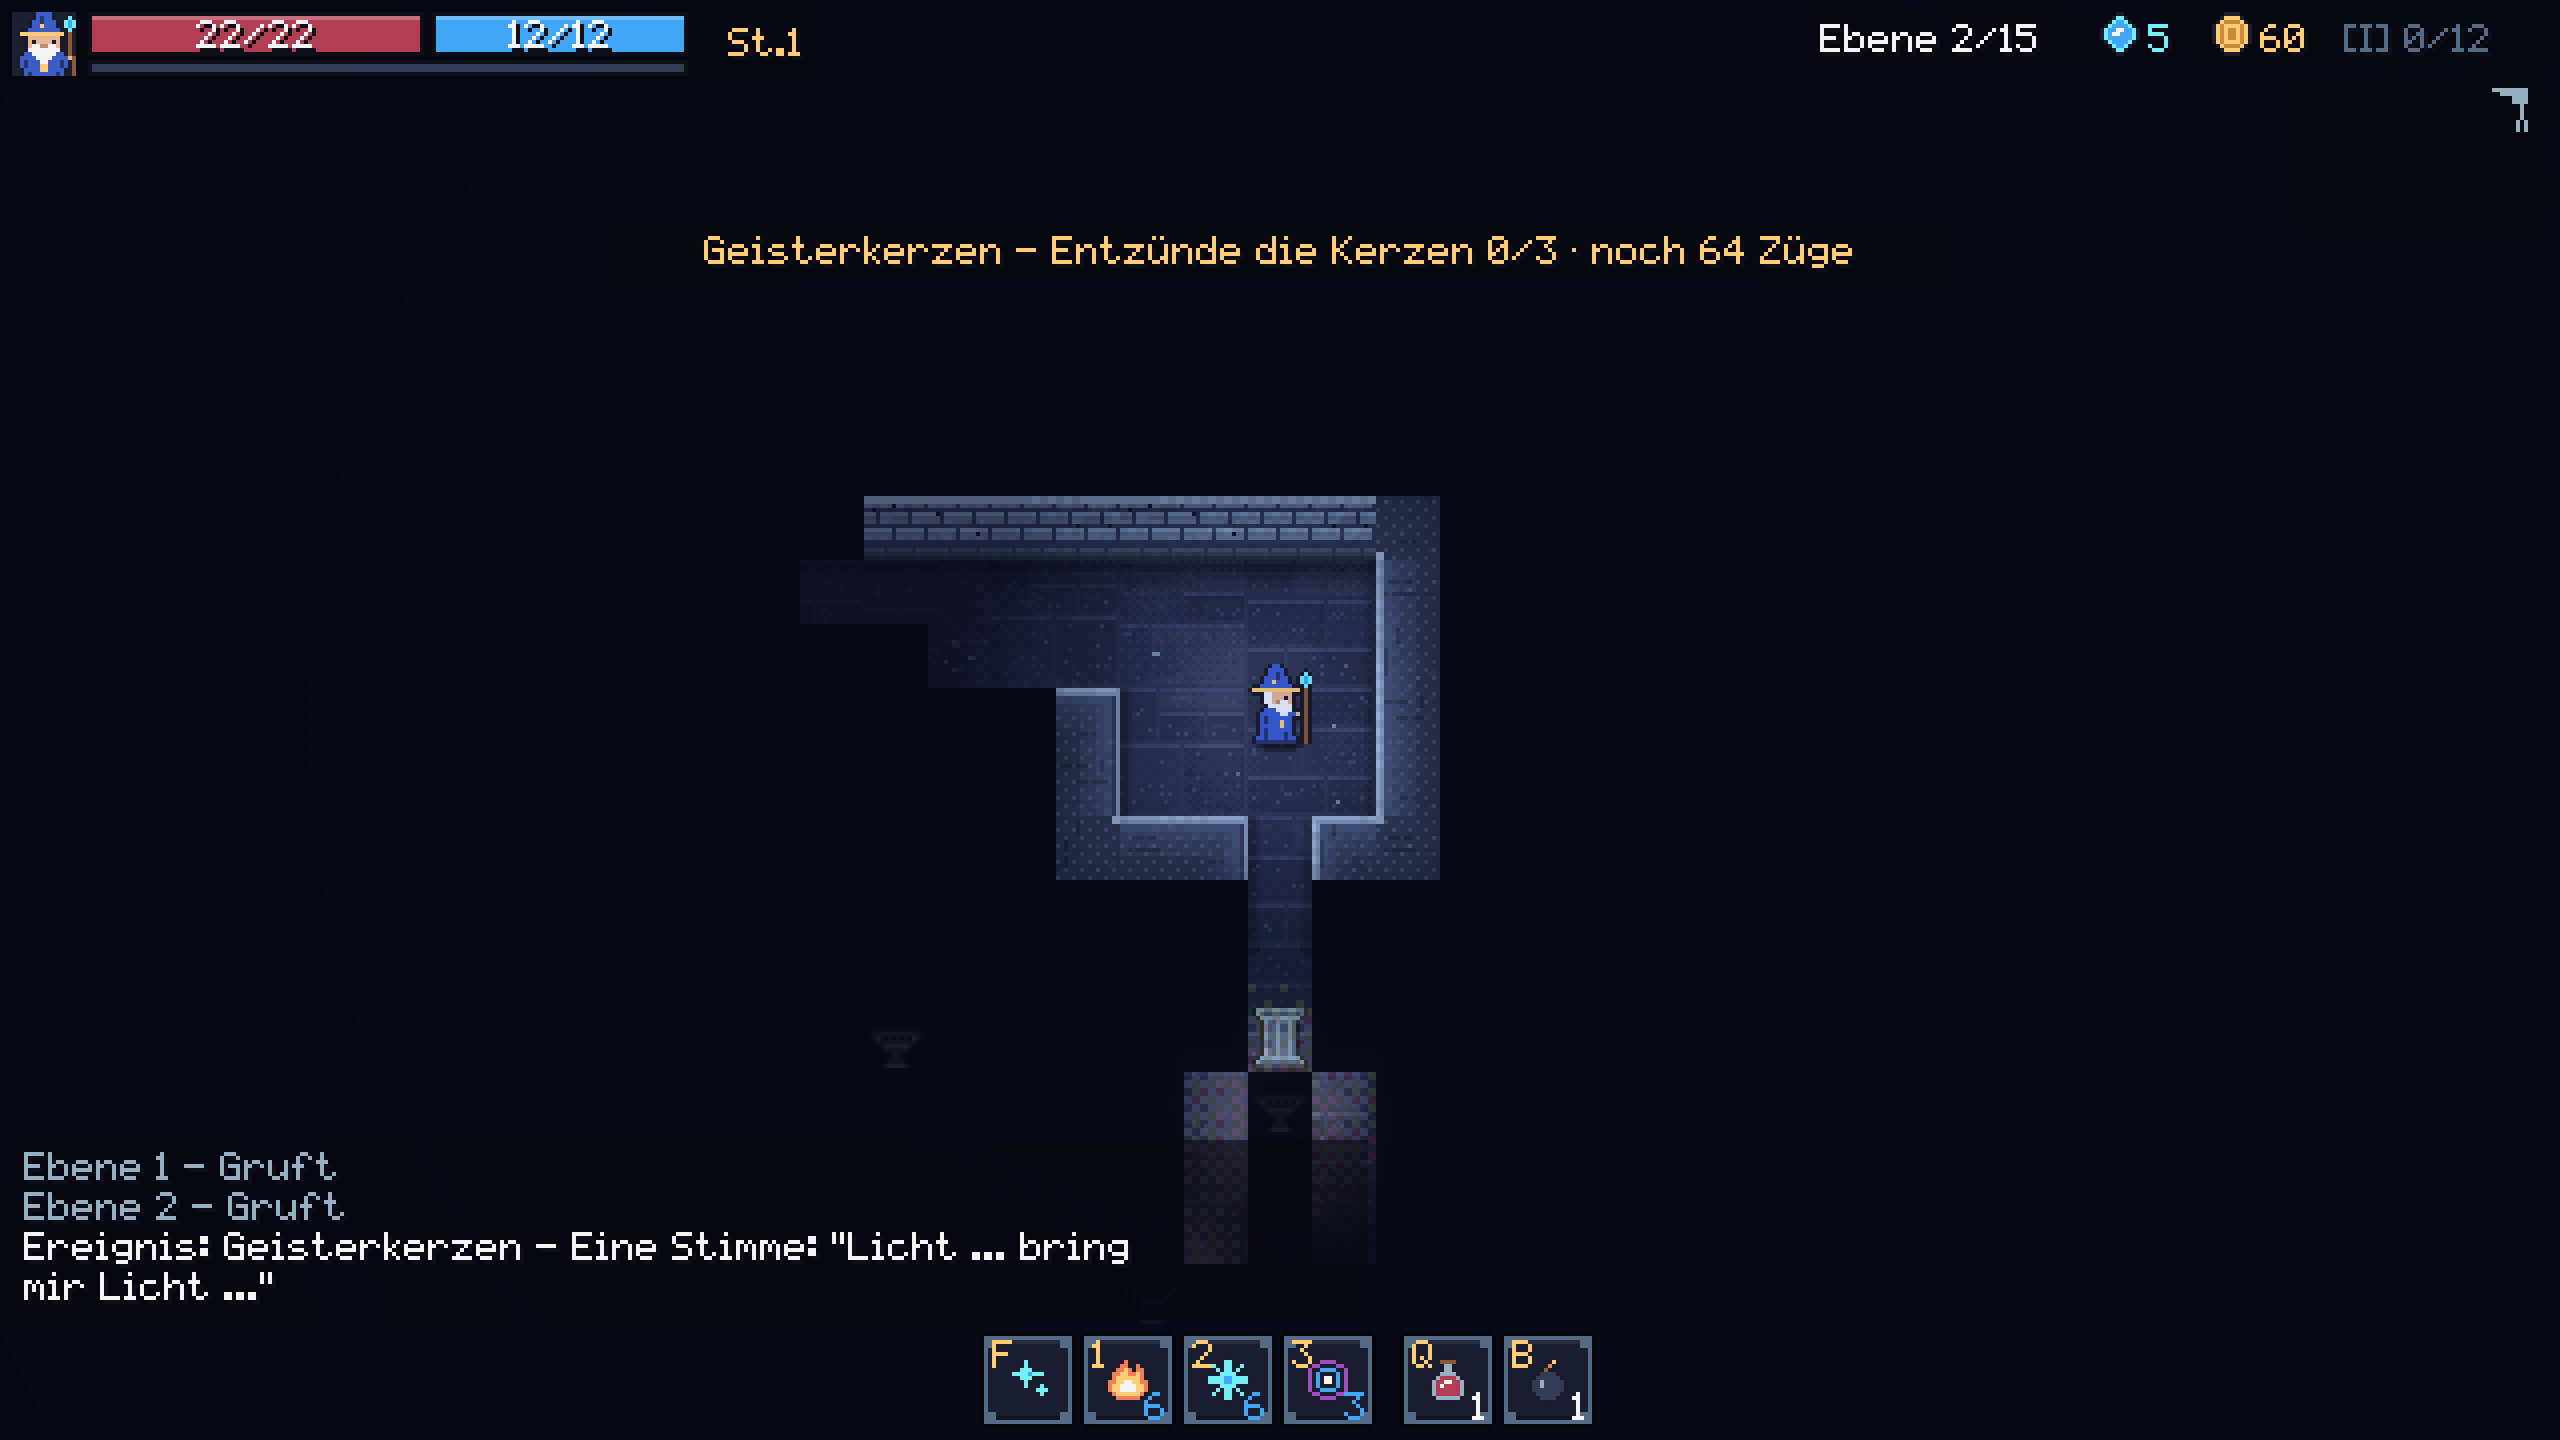 22/22 12/12 St.1 Ebene 2/15 5 60 [I] 0/12
Geisterkerzen - Entzünde die Kerzen 0/3 · noch 64 Züge
Ebene 1 - Gruft
Ebene 2 - Gruft
Ereignis: Geisterkerzen - Eine Stimme: "Licht ... bring
mir Licht ..."
F 1 2 3 Q B
6 6 3 1 1